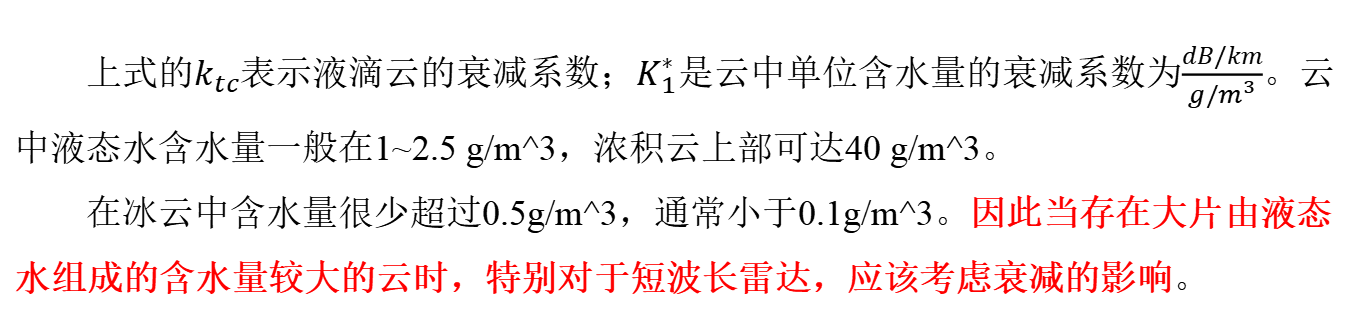 上式的k_{tc}表示液滴云的衰减系数；K_1^*是云中单位含水量的衰减系数为\frac{dB/km}{g/m^3}。云
中液态水含水量一般在1~2.5 g/m^3，浓积云上部可达40 g/m^3。
在冰云中含水量很少超过0.5g/m^3，通常小于0.1g/m^3。因此当存在大片由液态
水组成的含水量较大的云时，特别对于短波长雷达，应该考虑衰减的影响。